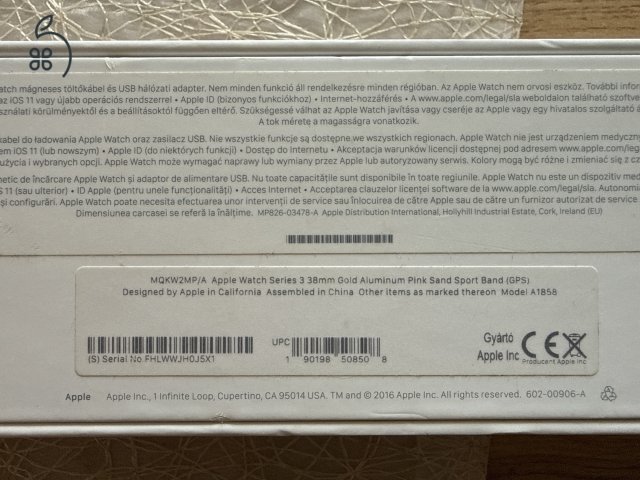 atch mágneses töltőkábel és USB hálózati adapter. Nem minden funkció áll rendelkezésre minden régióban. Az Apple Watch nem orvosi eszköz. További infor
az iOS 11 vagy újabb operációs rendszerrel • Apple ID (bizonyos funkciókhoz) • Internet-hozzáférés • A www.apple.com/legal/sla weboldalon található szoftve
sználati körülményektől és a beállításoktól függően eltérő. Szükségessé válhat az Apple Watch javítása vagy cseréje az Apple vagy egy hivatalos szolgáltató á
A tok mérete a magasságra vonatkozik.
kabel do ładowania Apple Watch oraz zasilacz USB. Nie wszystkie funkcje są dostępne we wszystkich regionach. Apple Watch nie jest urządzeniem medyczny
em iOS 11 (lub nowszym) • Apple ID (do niektórych funkcji) • Dostęp do Internetu • Akceptacja warunków licencji dostępnej pod adresem www.apple.com/leg
użycia i wybranych opcji. Apple Watch może wymagać naprawy lub wymiany przez Apple lub autoryzowany serwis. Kolory mogą być różne i zmieniać się z cz
netic de încărcare Apple Watch și adaptor de alimentare USB. Nu toate capacitățile sunt disponibile în toate regiunile. Apple Watch nu este un dispozitiv med
S 11 (sau ulterior) • ID Apple (pentru unele funcționalități) • Acces Internet • Acceptarea clauzelor licenței software de la www.apple.com/legal/sla. Autonomia
și configurări. Apple Watch poate necesita efectuarea unor intervenții de service sau înlocuirea de către Apple sau de către un furnizor autorizat de service
Dimensiunea carcasei se referă la înălțime. MP826-03478-A Apple Distribution International, Hollyhill Industrial Estate, Cork, Ireland (EU)
MQKW2MP/A Apple Watch Series 3 38mm Gold Aluminum Pink Sand Sport Band (GPS)
Designed by Apple in California Assembled in China Other items as marked thereon Model A1858
UPC
(S) Serial No. FHLWWJH0J5X1
1 90198 50850 8
Gyártó
Apple Inc
CE
Producent Apple Inc
Apple Apple Inc., 1 Infinite Loop, Cupertino, CA 95014 USA. TM and © 2016 Apple Inc. All rights reserved. 602-00906-A